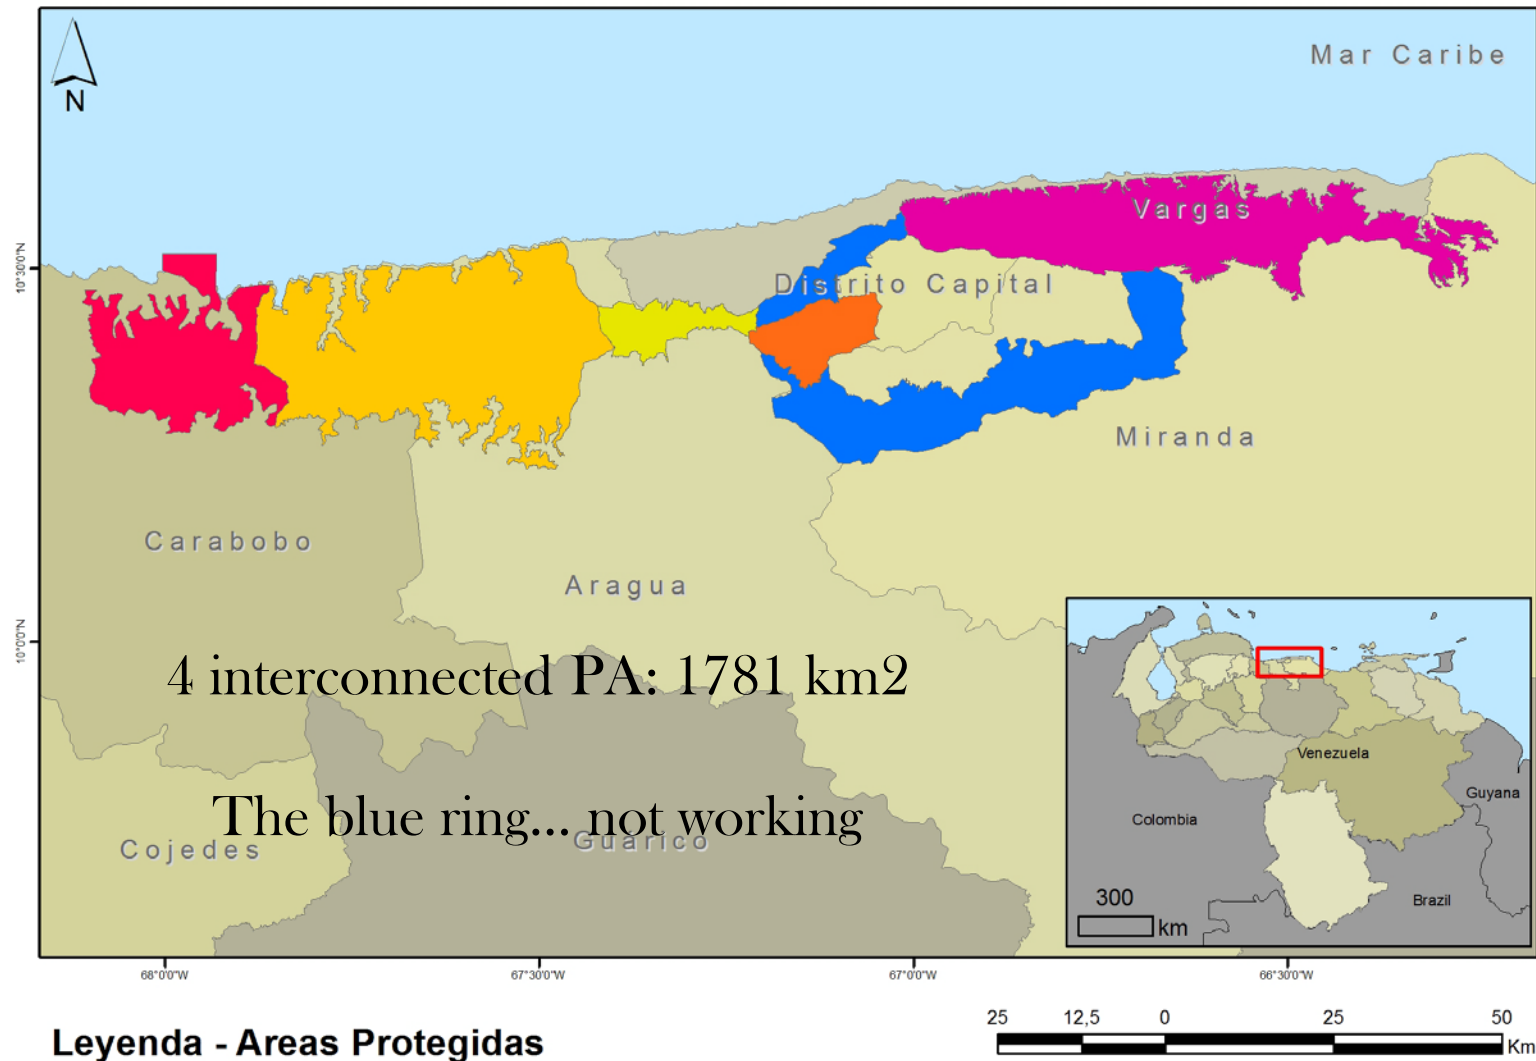 Mar Caribe
N
Vargas
10°30'0"N
Distrito Capital
Miranda
Carabobo
Aragua
10°0'0"N
4 interconnected PA: 1781 km2
Venezuela
Guyana
The blue ring... not working
Colombia
Guárico
Cojedes
300
km
Brazil
68°0'0"W
67°30'0"W
67°0'0"W
66°30'0"W
25 12,5 0 25 50
Km
Leyenda - Areas Protegidas